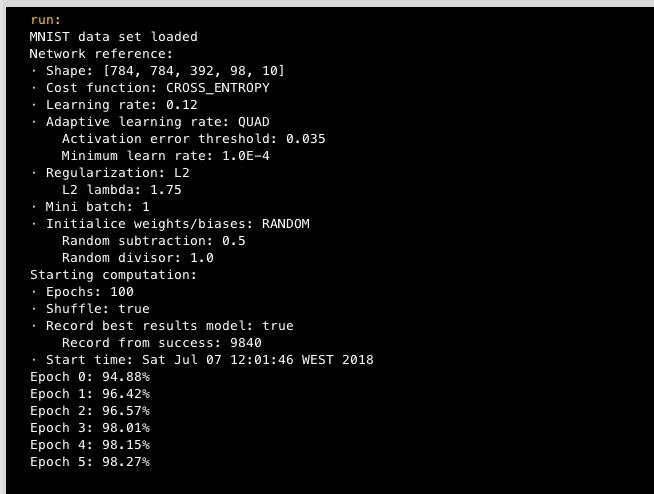 run:
MNIST data set loaded
Network reference:
· Shape: [784, 784, 392, 98, 10]
· Cost function: CROSS_ENTROPY
· Learning rate: 0.12
· Adaptive learning rate: QUAD
Activation error threshold: 0.035
Minimum learn rate: 1.0E-4
· Regularization: L2
L2 lambda: 1.75
· Mini batch: 1
· Initialice weights/biases: RANDOM
Random subtraction: 0.5
Random divisor: 1.0
Starting computation:
· Epochs: 100
· Shuffle: true
· Record best results model: true
Record from success: 9840
· Start time: Sat Jul 07 12:01:46 WEST 2018
Epoch 0: 94.88%
Epoch 1: 96.42%
Epoch 2: 96.57%
Epoch 3: 98.01%
Epoch 4: 98.15%
Epoch 5: 98.27%